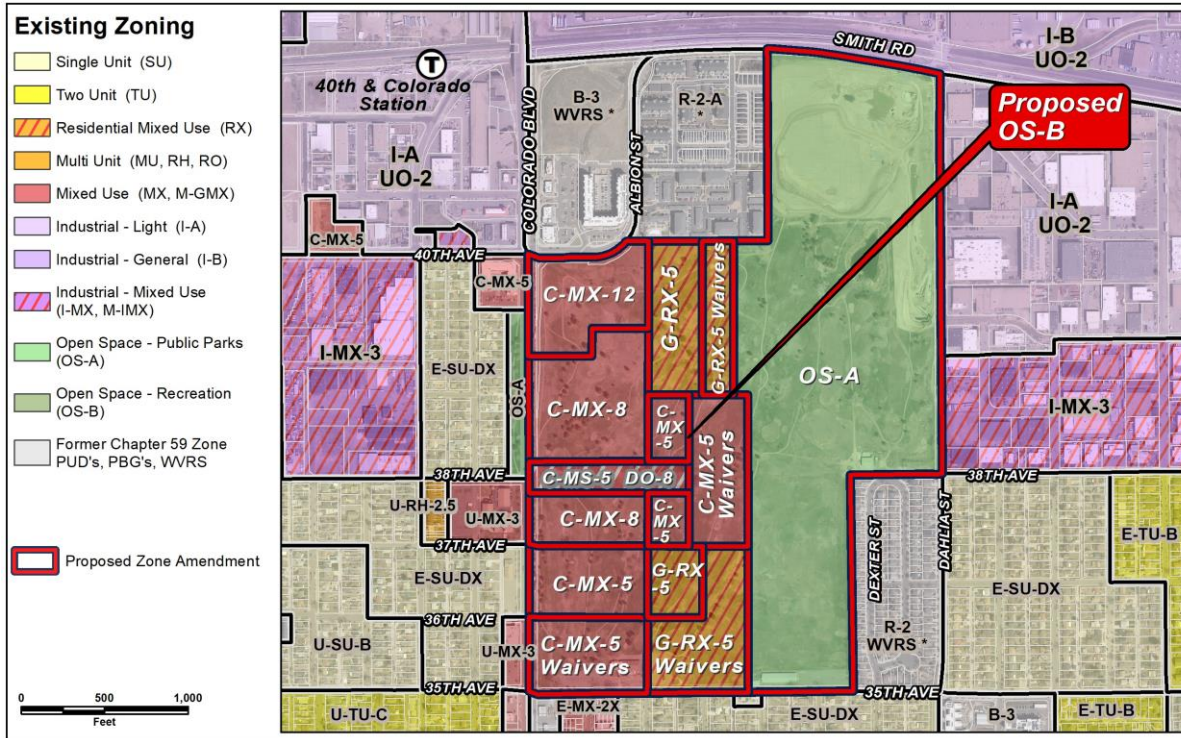 Existing Zoning
Single Unit (SU)
Two Unit (TU)
Residential Mixed Use (RX)
Multi Unit (MU, RH, RO)
Mixed Use (MX, M-GMX)
Industrial - Light (I-A)
Industrial - General (I-B)
Industrial - Mixed Use
(I-MX, M-IMX)
Open Space - Public Parks
(OS-A)
Open Space - Recreation
(OS-B)
Former Chapter 59 Zone
PUD's, PBG's, WVRS
Proposed Zone Amendment
0 500 1,000
Feet
T
40th & Colorado
Station
I-A
UO-2
COLORADO BLVD
B-3
WVRS *
ALBION ST
R-2-A
*
SMITH RD
I-B
UO-2
Proposed
OS-B
I-A
UO-2
C-MX-5
40TH AVE
C-MX-5
C-MX-12
G-RX-5
G-RX-5 Waivers
I-MX-3
E-SU-DX
OS-A
C-MX-8
C-
MX
-5
C-MX-5
Waivers
OS-A
I-MX-3
38TH AVE
C-MS-5 DO-8
38TH AVE
U-RH-2.5
U-MX-3
C-MX-8
C-
MX
-5
37TH AVE
E-SU-DX
C-MX-5
G-RX
-5
DEXTER ST
DAHLIA ST
E-TU-B
E-SU-DX
36TH AVE
U-SU-B
U-MX-3
C-MX-5
Waivers
G-RX-5
Waivers
R-2
WVRS *
35TH AVE
35TH AVE
U-TU-C
E-MX-2X
E-SU-DX
B-3
E-TU-B